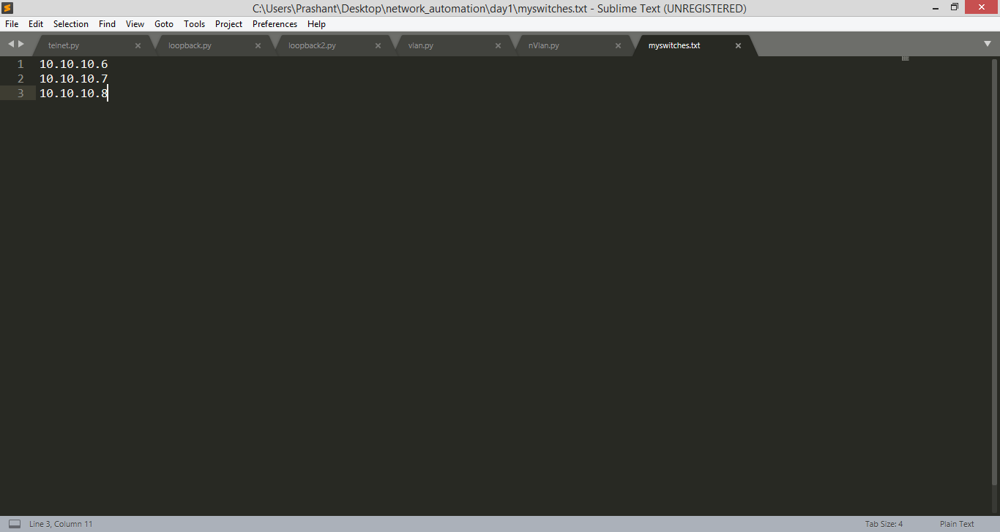 C:\Users\Prashant\Desktop\network_automation\day1\myswitches.txt - Sublime Text (UNREGISTERED)
File Edit Selection Find View Goto Tools Project Preferences Help
telnet.py loopback.py loopback2.py vlan.py nVlan.py myswitches.txt
1 10.10.10.6
2 10.10.10.7
3 10.10.10.8
Line 3, Column 11 Tab Size: 4 Plain Text